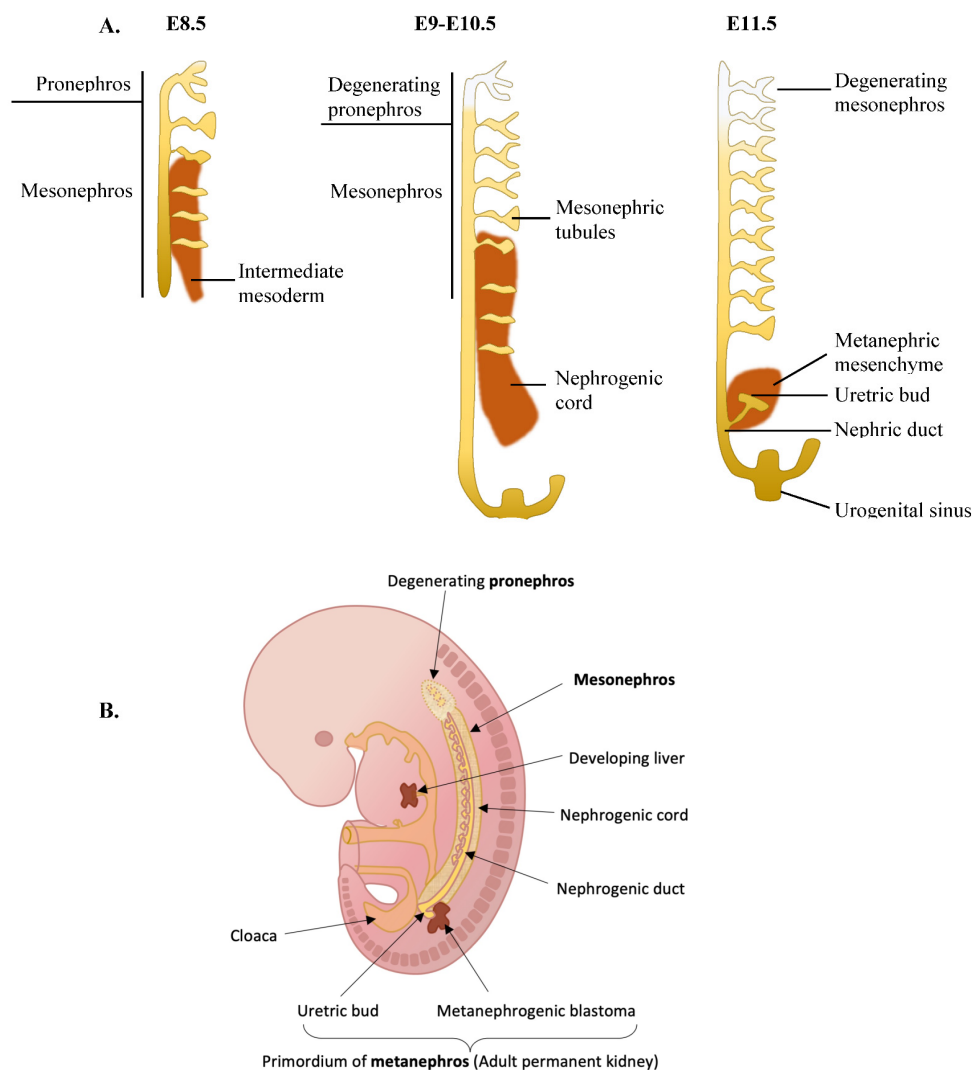 A.
E8.5
E9-E10.5
E11.5
Pronephros
Mesonephros
Intermediate
mesoderm
Degenerating
pronephros
Mesonephros
Mesonephric
tubules
Nephrogenic
cord
Degenerating
mesonephros
Metanephric
mesenchyme
Uretric bud
Nephric duct
Urogenital sinus
B.
Degenerating pronephros
Mesonephros
Developing liver
Nephrogenic cord
Nephrogenic duct
Cloaca
Uretric bud
Metanephrogenic blastoma
Primordium of metanephros (Adult permanent kidney)